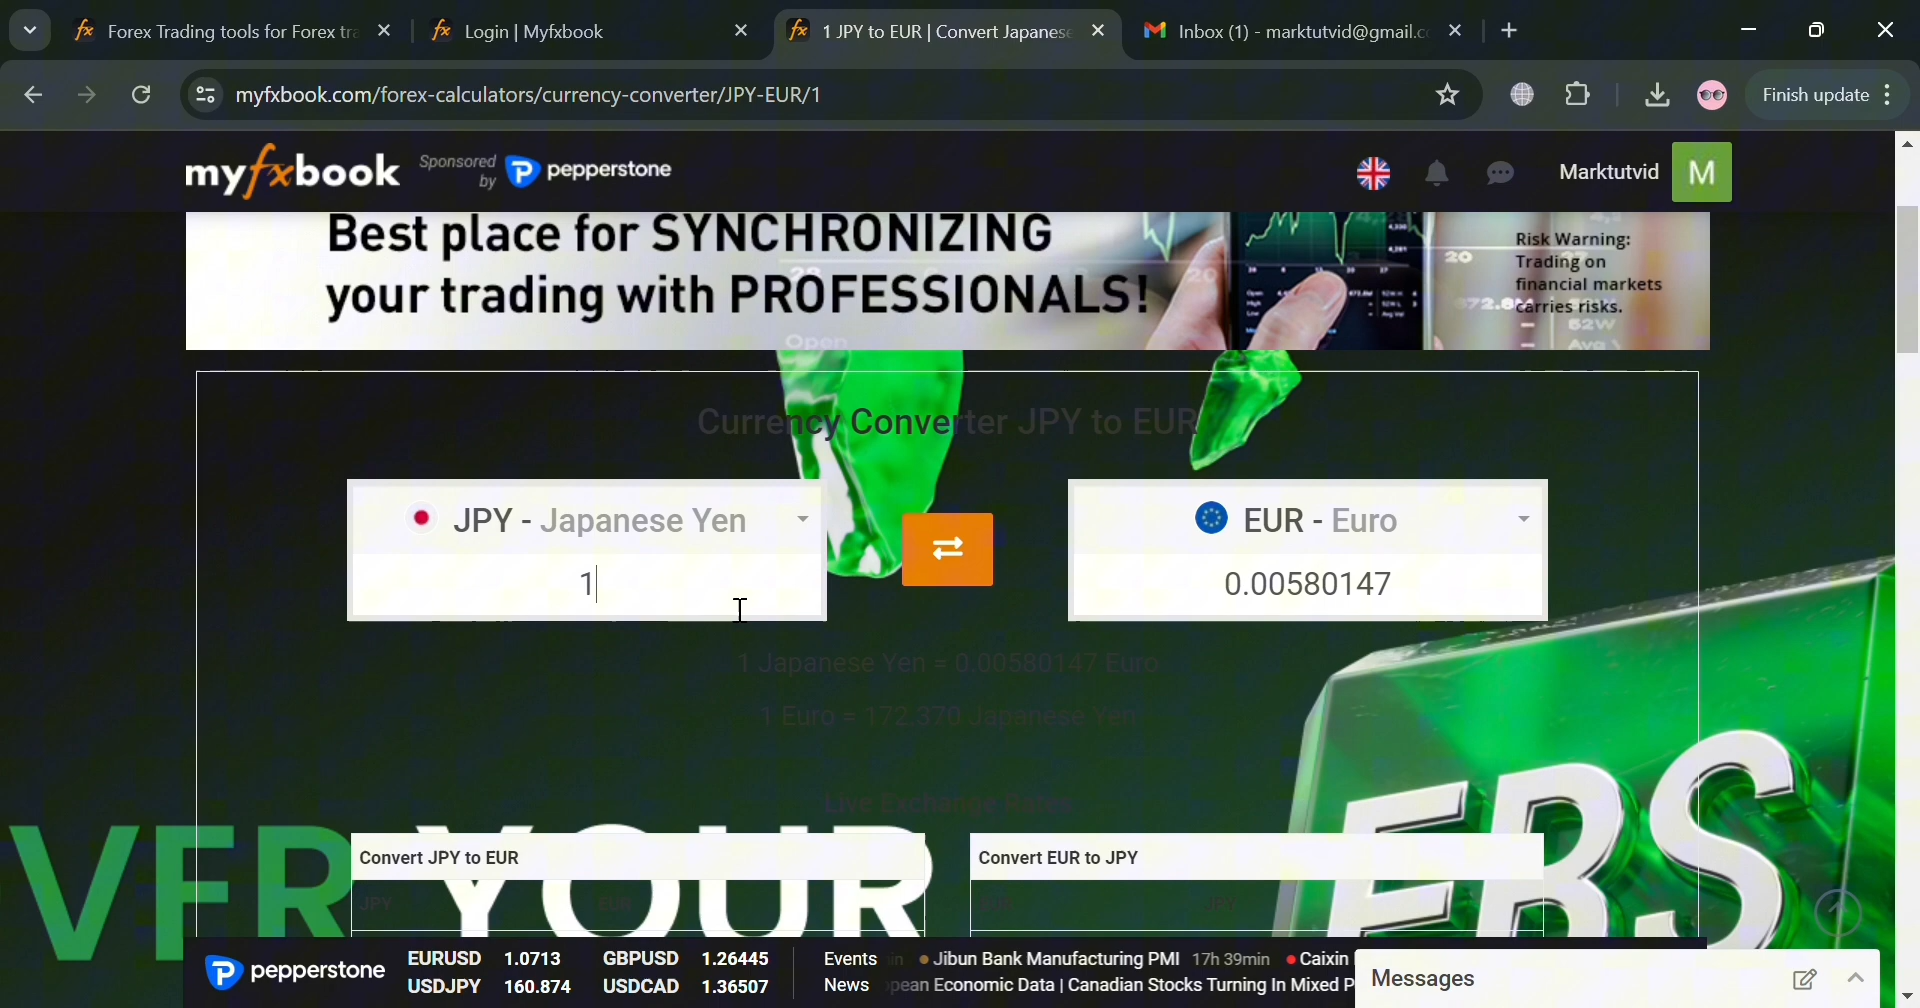 Forex Trading tools for Forex tra
Login | Myfxbook
1 JPY to EUR | Convert Japanese
Inbox (1) - marktutvid@gmail.c
myfxbook.com/forex-calculators/currency-converter/JPY-EUR/1
Finish update
myfxbook
Sponsored by pepperstone
Marktutvid
M
Best place for SYNCHRONIZING
your trading with PROFESSIONALS!
Risk Warning:
Trading on
financial markets
carries risks.
Currency Converter JPY to EUR
JPY - Japanese Yen
1
EUR - Euro
0.00580147
1 Japanese Yen = 0.00580147 Euro
1 Euro = 172.370 Japanese Yen
Live Exchange Rates
Convert JPY to EUR
JPY EUR
Convert EUR to JPY
EUR JPY
VER YOUR
EBS
pepperstone
EURUSD 1.0713 GBPUSD 1.26445
USDJPY 160.874 USDCAD 1.36507
Events in Jibun Bank Manufacturing PMI 17h 39min Caixin
News pean Economic Data | Canadian Stocks Turning In Mixed P
Messages